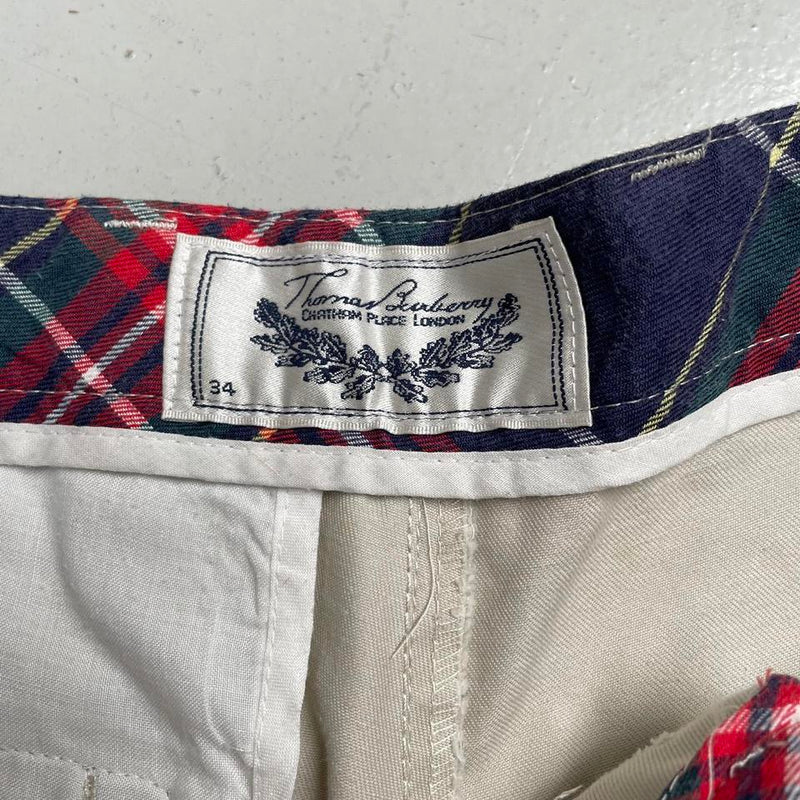 Thomas Burberry
CHATHAM PLACE LONDON
34